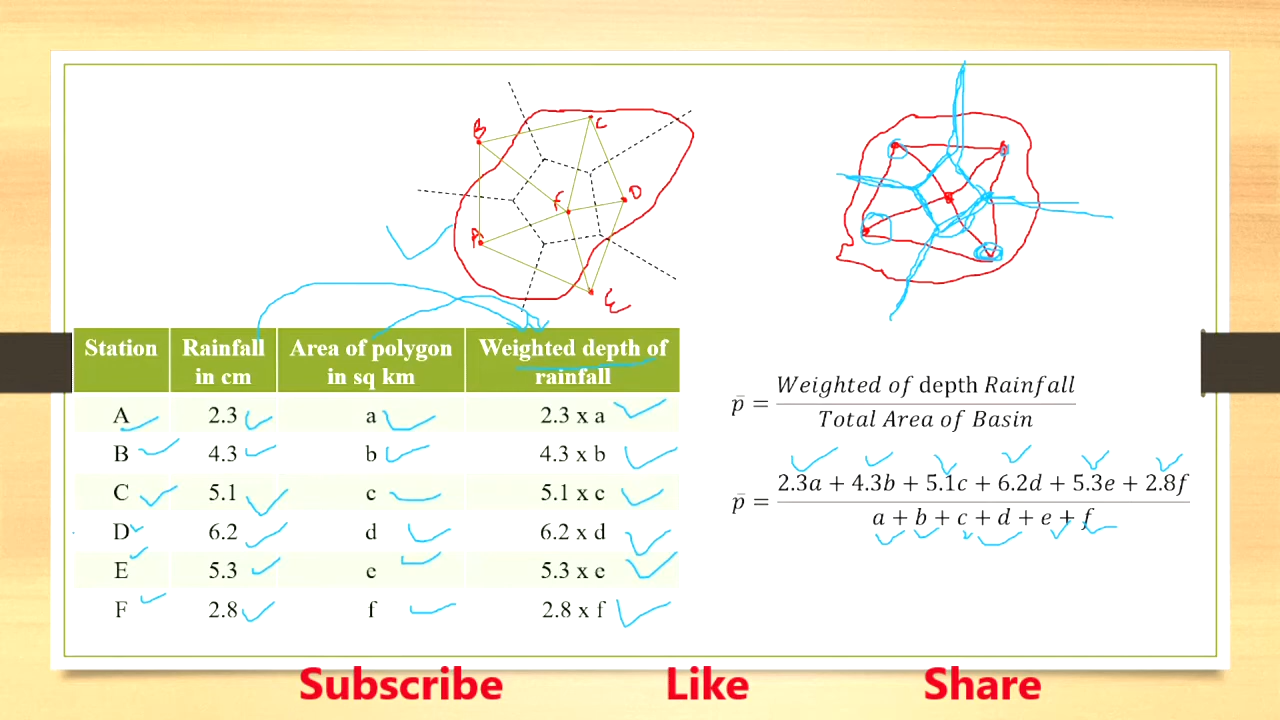 B
C
D
F
A
E
Station Rainfall in cm Area of polygon in sq km Weighted depth of rainfall
A 2.3 a 2.3 x a
B 4.3 b 4.3 x b
C 5.1 c 5.1 x c
D 6.2 d 6.2 x d
E 5.3 e 5.3 x e
F 2.8 f 2.8 x f
p̄ = Weighted of depth Rainfall / Total Area of Basin
p̄ = 2.3a + 4.3b + 5.1c + 6.2d + 5.3e + 2.8f / a + b + c + d + e + f
Subscribe Like Share